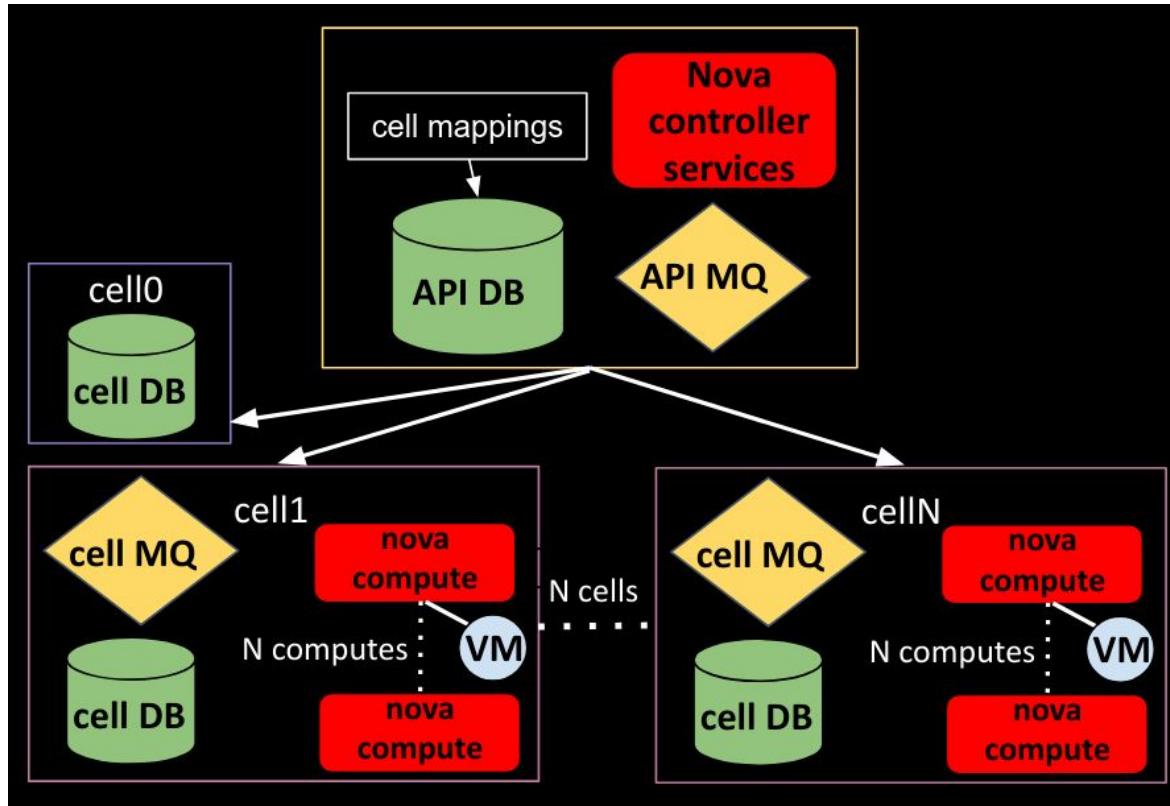 Nova
controller
services
cell mappings
API DB
API MQ
cell0
cell DB
cell1
cell MQ
nova
compute
N computes
VM
cell DB
nova
compute
N cells
cellN
cell MQ
nova
compute
N computes
VM
cell DB
nova
compute